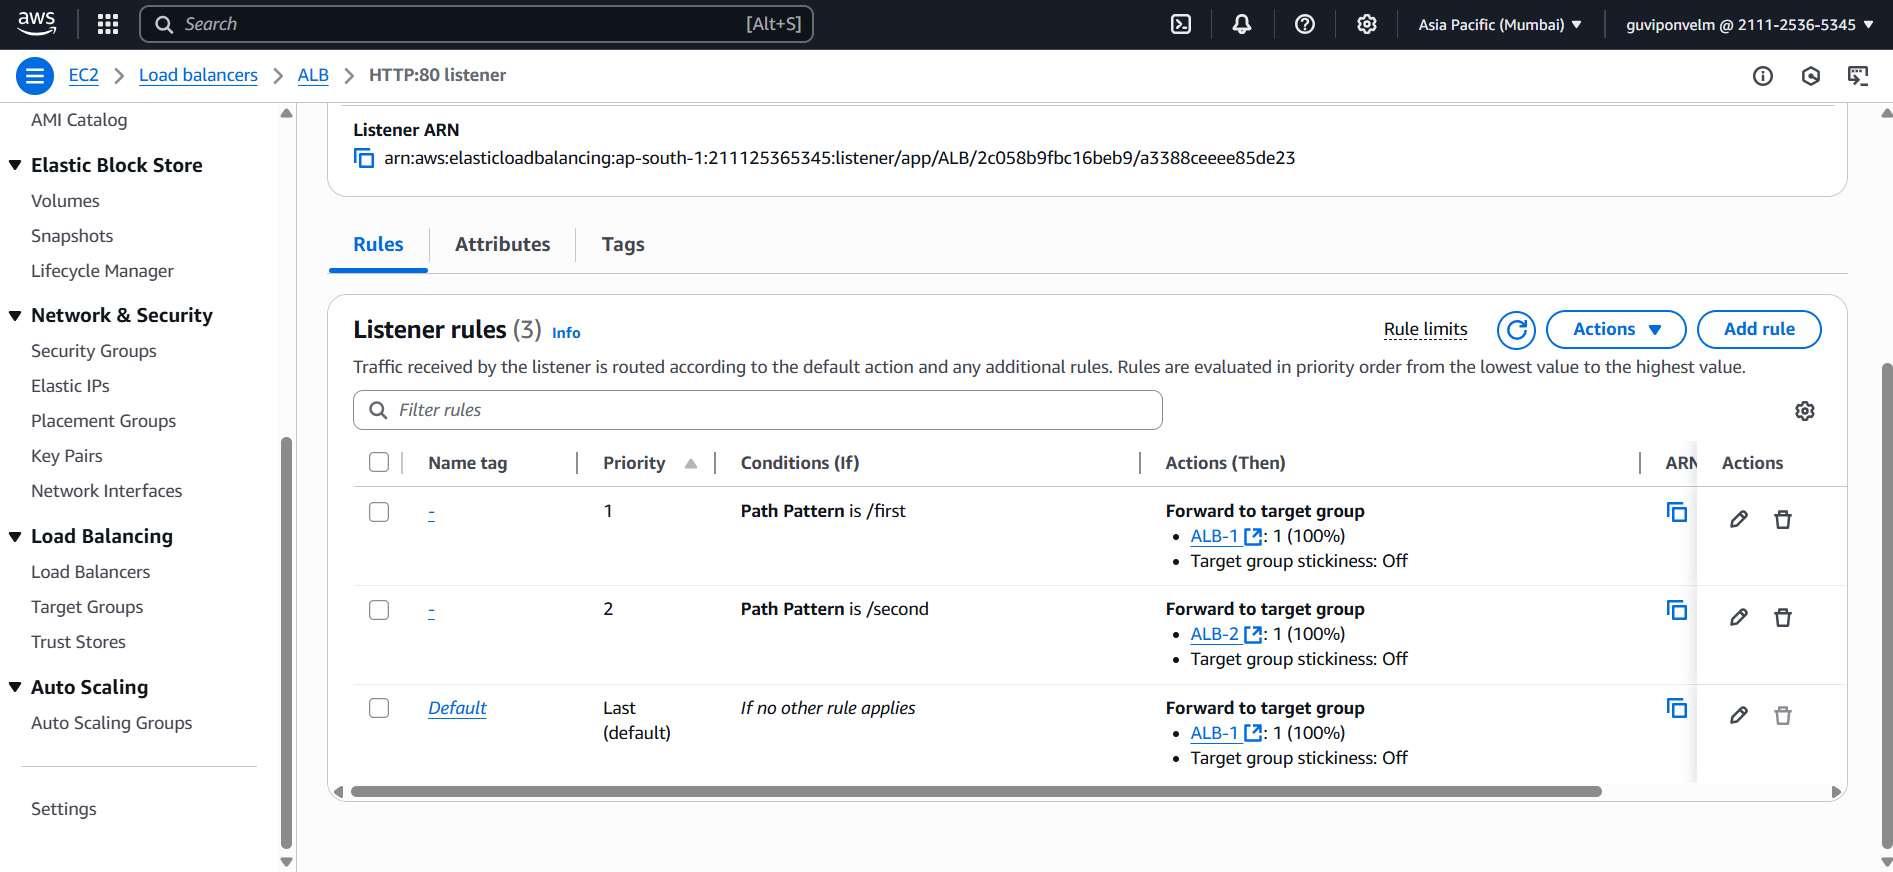 aws
Search [Alt+S]
Asia Pacific (Mumbai)
guviponvelm @ 2111-2536-5345
EC2 > Load balancers > ALB > HTTP:80 listener
AMI Catalog
Elastic Block Store
Volumes
Snapshots
Lifecycle Manager
Network & Security
Security Groups
Elastic IPs
Placement Groups
Key Pairs
Network Interfaces
Load Balancing
Load Balancers
Target Groups
Trust Stores
Auto Scaling
Auto Scaling Groups
Settings
Listener ARN
arn:aws:elasticloadbalancing:ap-south-1:211125365345:listener/app/ALB/2c058b9fbc16beb9/a3388ceeee85de23
Rules
Attributes
Tags
Listener rules (3) Info
Rule limits
Actions
Add rule
Traffic received by the listener is routed according to the default action and any additional rules. Rules are evaluated in priority order from the lowest value to the highest value.
Filter rules
Name tag Priority Conditions (If) Actions (Then) ARN Actions
- 1 Path Pattern is /first Forward to target group
• ALB-1: 1 (100%)
• Target group stickiness: Off
- 2 Path Pattern is /second Forward to target group
• ALB-2: 1 (100%)
• Target group stickiness: Off
Default Last If no other rule applies Forward to target group
(default) • ALB-1: 1 (100%)
• Target group stickiness: Off